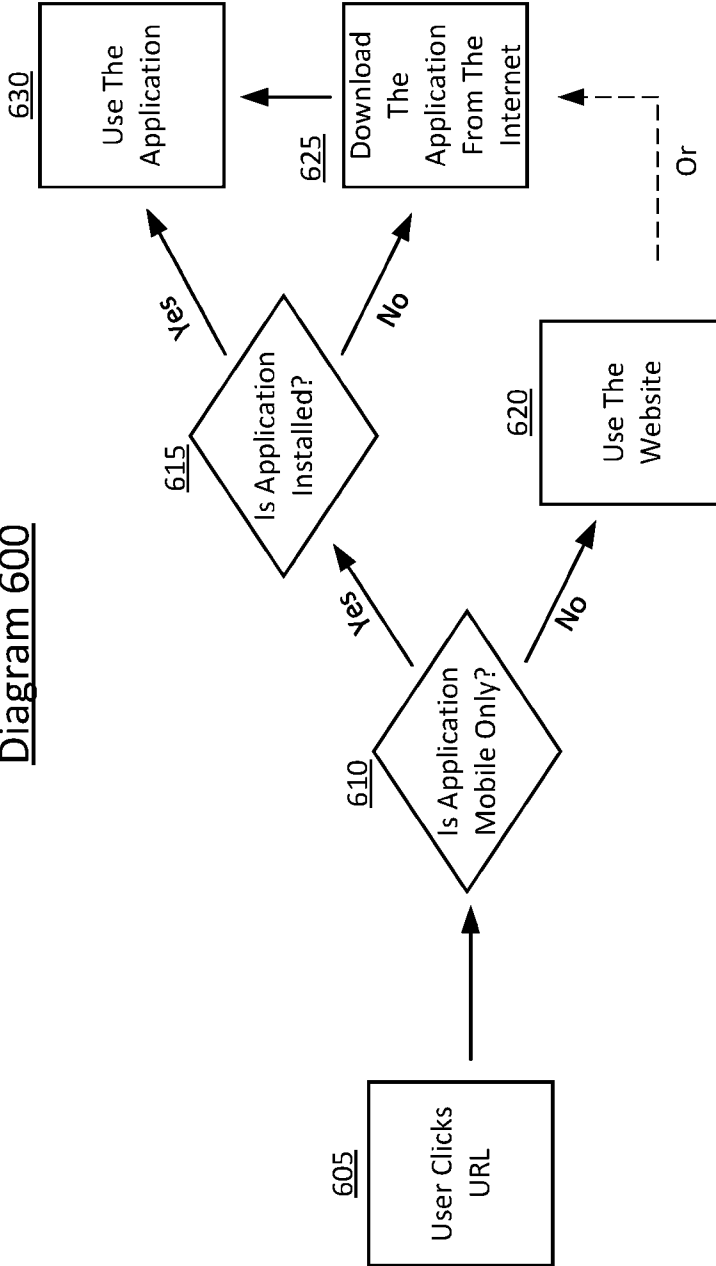 Diagram 600
605
User Clicks
URL
610
Is Application
Mobile Only?
Yes
No
615
Is Application
Installed?
Yes
No
620
Use The
Website
Or
625
Download
The
Application
From The
Internet
630
Use The
Application